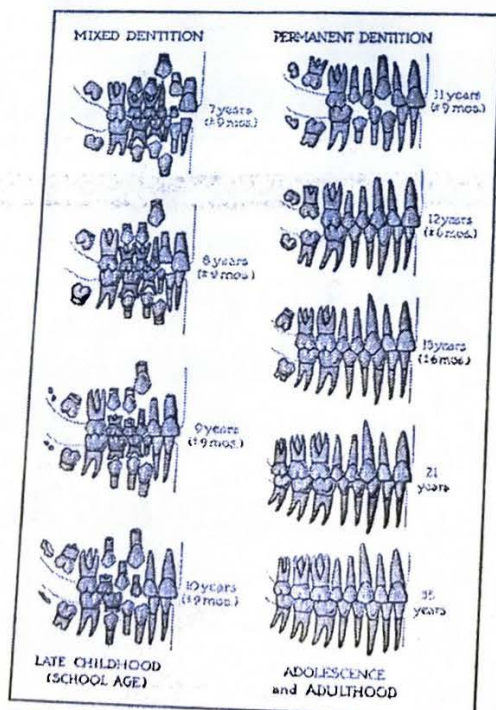 MIXED DENTITION
7 years
(±9 mos.)
8 years
(±9 mos.)
9 years
(±9 mos.)
10 years
(±9 mos.)
LATE CHILDHOOD
(SCHOOL AGE)
PERMANENT DENTITION
11 years
(±9 mos.)
12 years
(±6 mos.)
15 years
(±6 mos.)
21
years
35
years
ADOLESCENCE
and ADULTHOOD